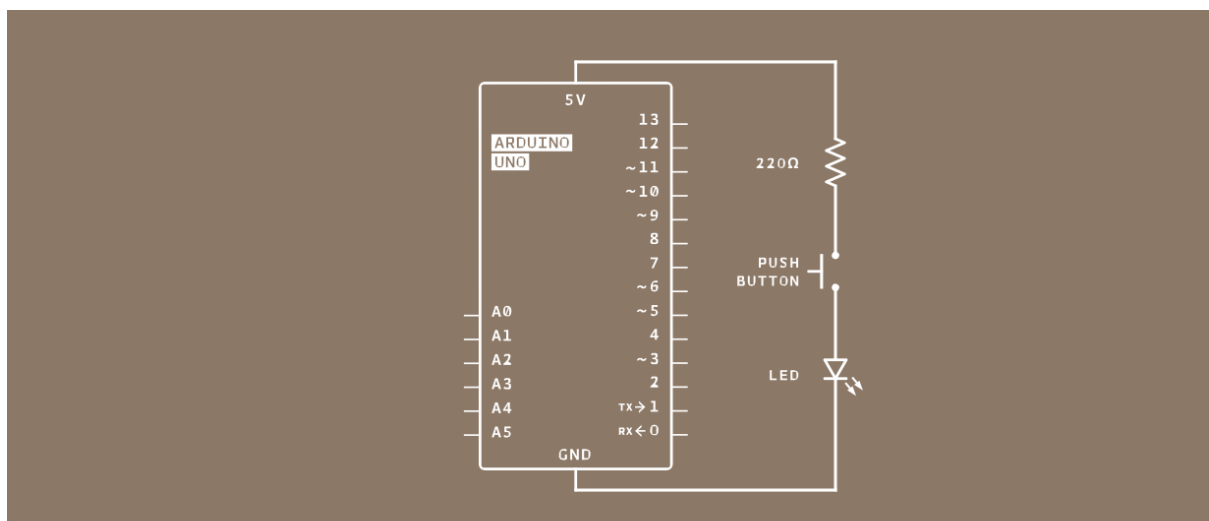 5V
ARDUINO
UNO
13
12
~11
~10
~9
8
7
~6
~5
4
~3
2
TX→1
RX←0
A0
A1
A2
A3
A4
A5
GND
220Ω
PUSH
BUTTON
LED